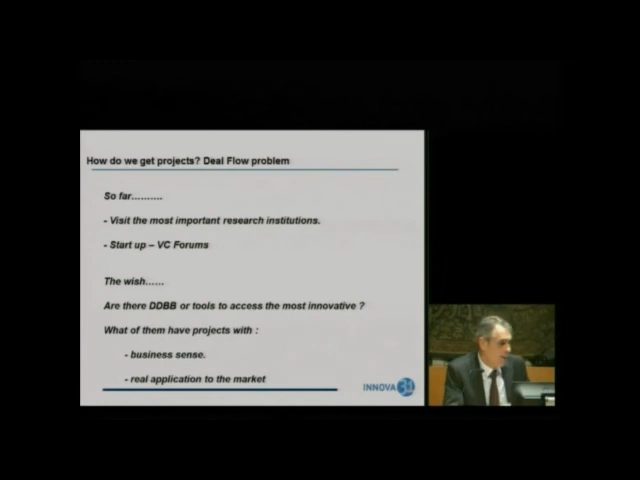 How do we get projects? Deal Flow problem
So far..........
- Visit the most important research institutions.
- Start up – VC Forums
The wish......
Are there DDBB or tools to access the most innovative ?
What of them have projects with :
- business sense.
- real application to the market
INNOVA 31